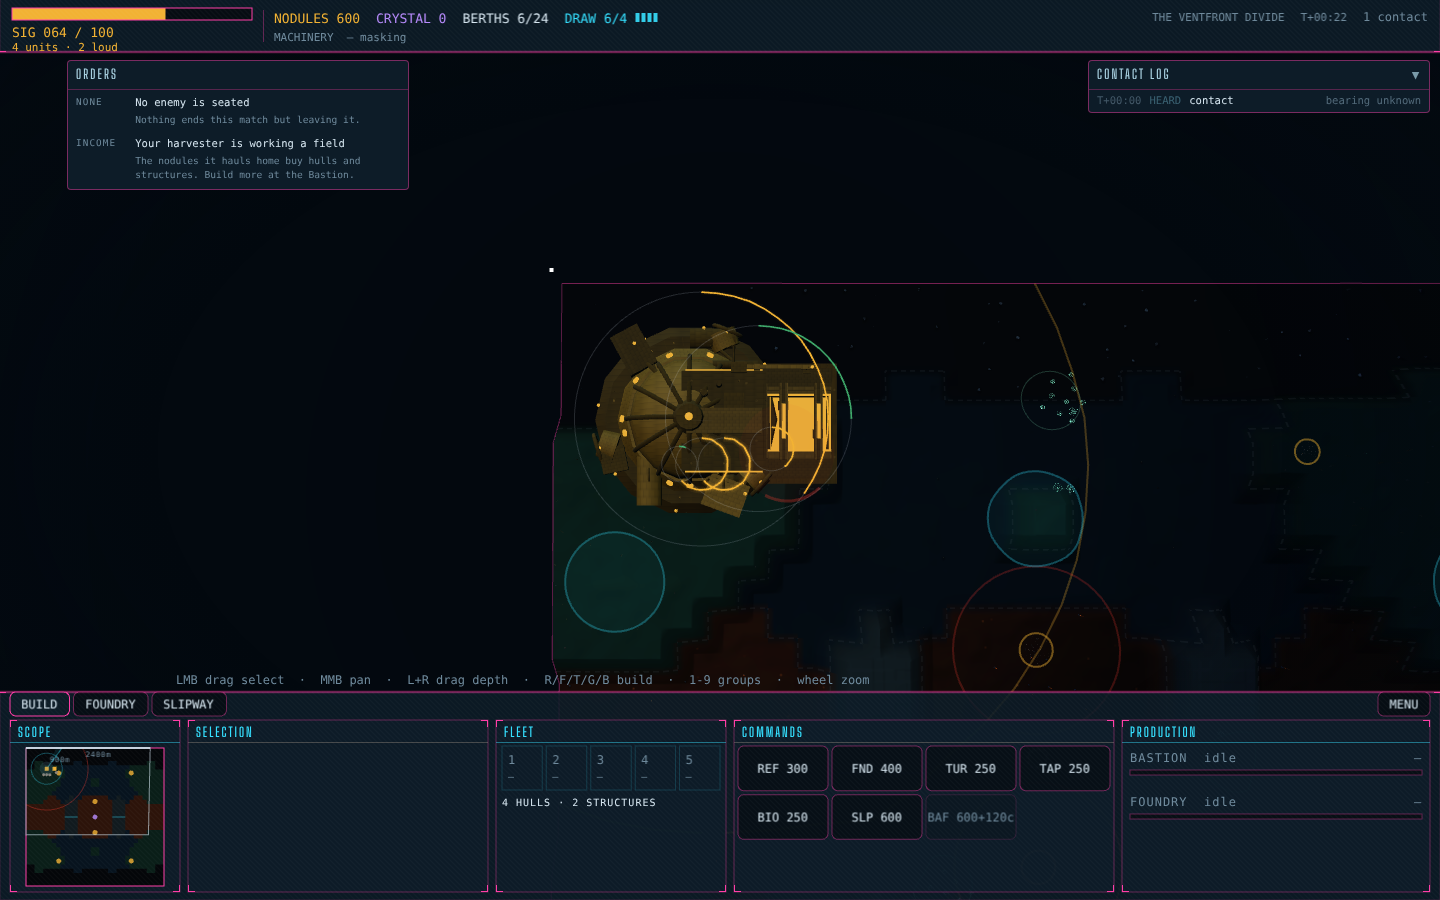 SIG 064 / 100
4 units · 2 loud
NODULES 600 CRYSTAL 0 BERTHS 6/24 DRAW 6/4
MACHINERY — masking
THE VENTFRONT DIVIDE T+00:22 1 contact
ORDERS
NONE No enemy is seated
Nothing ends this match but leaving it.
INCOME Your harvester is working a field
The nodules it hauls home buy hulls and
structures. Build more at the Bastion.
CONTACT LOG ▼
T+00:00 HEARD contact bearing unknown
LMB drag select · MMB pan · L+R drag depth · R/F/T/G/B build · 1-9 groups · wheel zoom
BUILD FOUNDRY SLIPWAY MENU
SCOPE
2400m
SELECTION
FLEET
1 2 3 4 5
— — — — —
4 HULLS · 2 STRUCTURES
COMMANDS
REF 300 FND 400 TUR 250 TAP 250
BIO 250 SLP 600 BAF 600+120c
PRODUCTION
BASTION idle —
FOUNDRY idle —